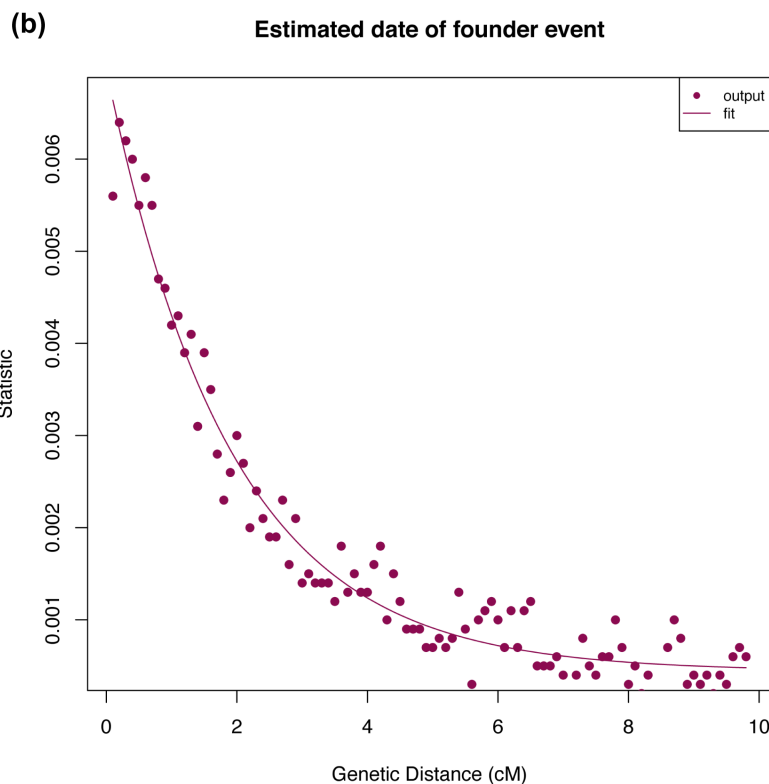 (b)
Estimated date of founder event
output
fit
Statistic
0.006
0.005
0.004
0.003
0.002
0.001
0 2 4 6 8 10
Genetic Distance (cM)